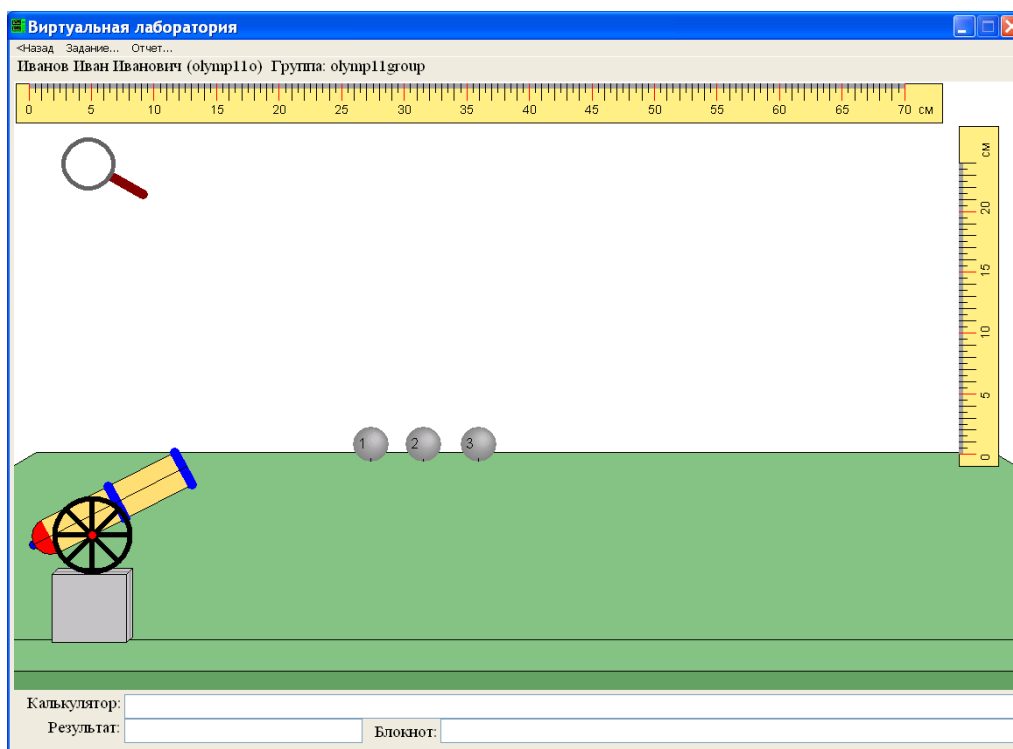 Виртуальная лаборатория
<Назад Задание... Отчет...
Иванов Иван Иванович (olymp11o) Группа: olymp11group
0 5 10 15 20 25 30 35 40 45 50 55 60 65 70 см
см
20
15
10
5
0
1 2 3
Калькулятор:
Результат: Блокнот: